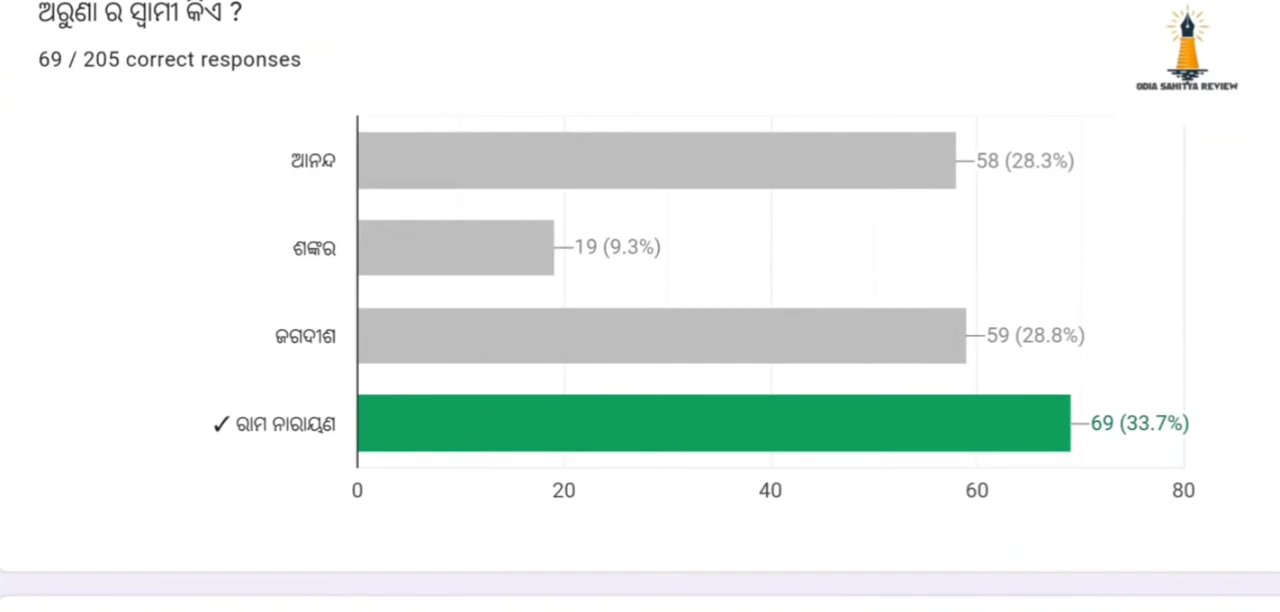 ଅରୁଣା ର ସ୍ଵାମୀ କିଏ ?
69 / 205 correct responses
ODIA SAHITYA REVIEW
ଆନନ୍ଦ
58 (28.3%)
ଶଙ୍କର
19 (9.3%)
ଜଗଦୀଶ
59 (28.8%)
✓ ରାମ ନାରାୟଣ
69 (33.7%)
0 20 40 60 80